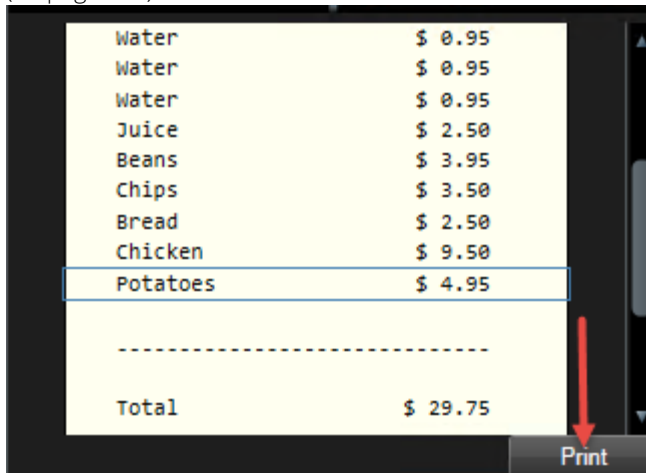 Water $ 0.95
Water $ 0.95
Water $ 0.95
Juice $ 2.50
Beans $ 3.95
Chips $ 3.50
Bread $ 2.50
Chicken $ 9.50
Potatoes $ 4.95
------------------------------
Total $ 29.75
Print